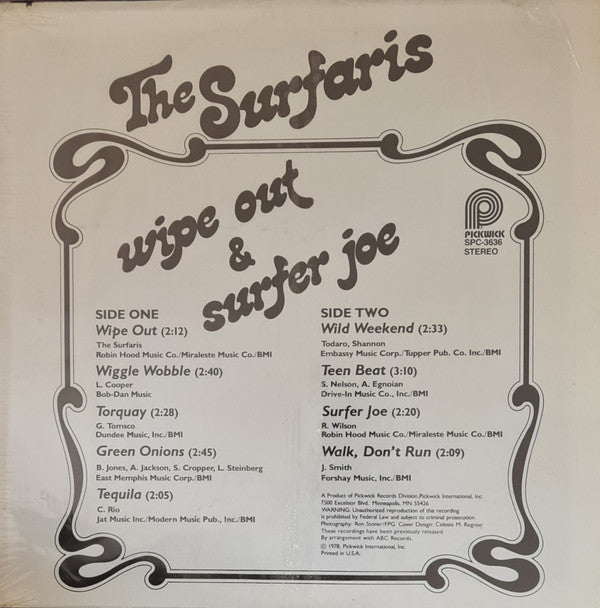 The Surfaris
wipe out
&
surfer joe
PICKWICK
SPC-3636
STEREO
SIDE ONE
Wipe Out (2:12)
The Surfaris
Robin Hood Music Co./Miraleste Music Co./BMI
Wiggle Wobble (2:40)
L. Cooper
Bob-Dan Music
Torquay (2:28)
G. Tomsco
Dundee Music, Inc./BMI
Green Onions (2:45)
B. Jones, A. Jackson, S. Cropper, L. Steinberg
East Memphis Music Corp./BMI
Tequila (2:05)
C. Rio
Jat Music Inc./Modern Music Pub., Inc./BMI
SIDE TWO
Wild Weekend (2:33)
Todaro, Shannon
Embassy Music Corp./Tupper Pub. Co. Inc./BMI
Teen Beat (3:10)
S. Nelson, A. Egnoian
Drive-In Music Co., Inc./BMI
Surfer Joe (2:20)
R. Wilson
Robin Hood Music Co./Miraleste Music Co./BMI
Walk, Don't Run (2:09)
J. Smith
Forshay Music, Inc./BMI
A Product of Pickwick Records Division, Pickwick International, Inc.
7500 Excelsior Blvd. Minneapolis, MN 55426
WARNING: Unauthorized reproduction of this recording
is prohibited by Federal Law and subject to criminal prosecution.
Photography: Ron Stoner/FPG Cover Design: Celeste M. Regnier
These recordings have been previously released.
By arrangement with ABC Records.
© 1978, Pickwick International, Inc.
Printed in U.S.A.